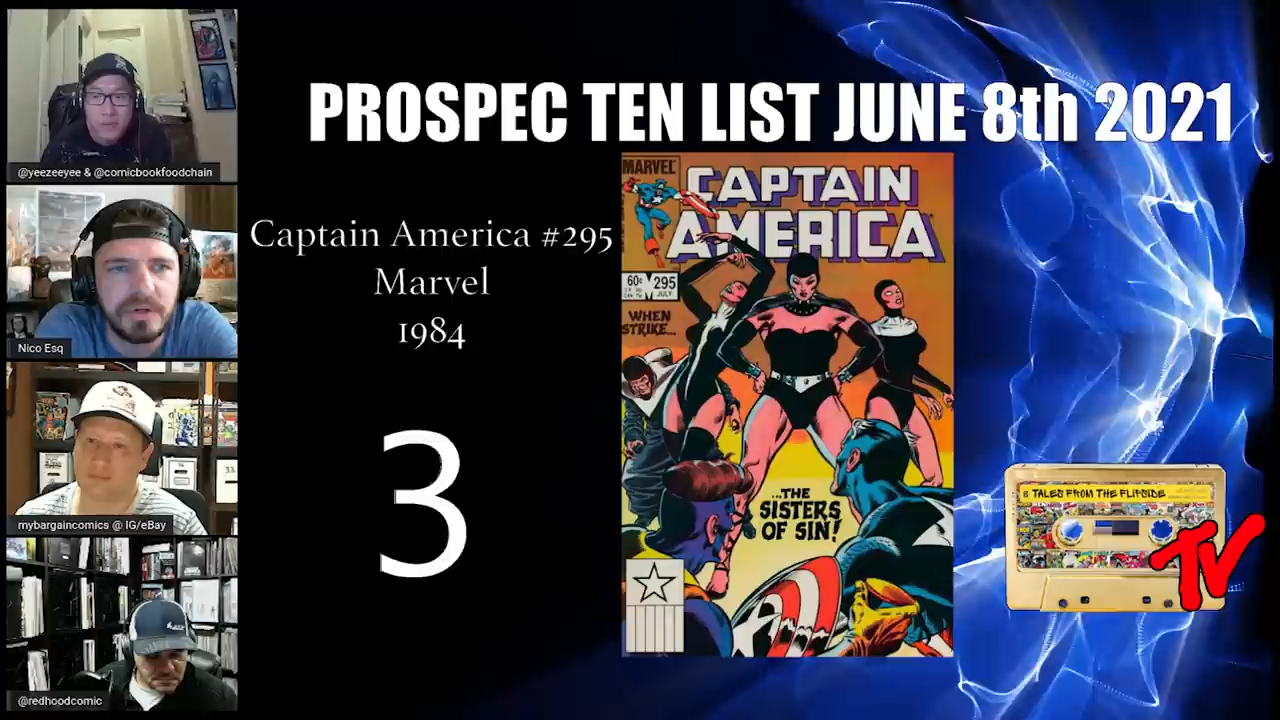 PROSPEC TEN LIST JUNE 8th 2021
@yeezeeyee & @comicbookfoodchain
Nico Esq
mybargaincomics @ IG/eBay
@redhoodcomic
Captain America #295
Marvel
1984
3
MARVEL
CAPTAIN
AMERICA
60¢
295
JULY
WHEN
STRIKE...
...THE
SISTERS
OF SIN!
B TALES FROM THE FLIPSIDE
TV